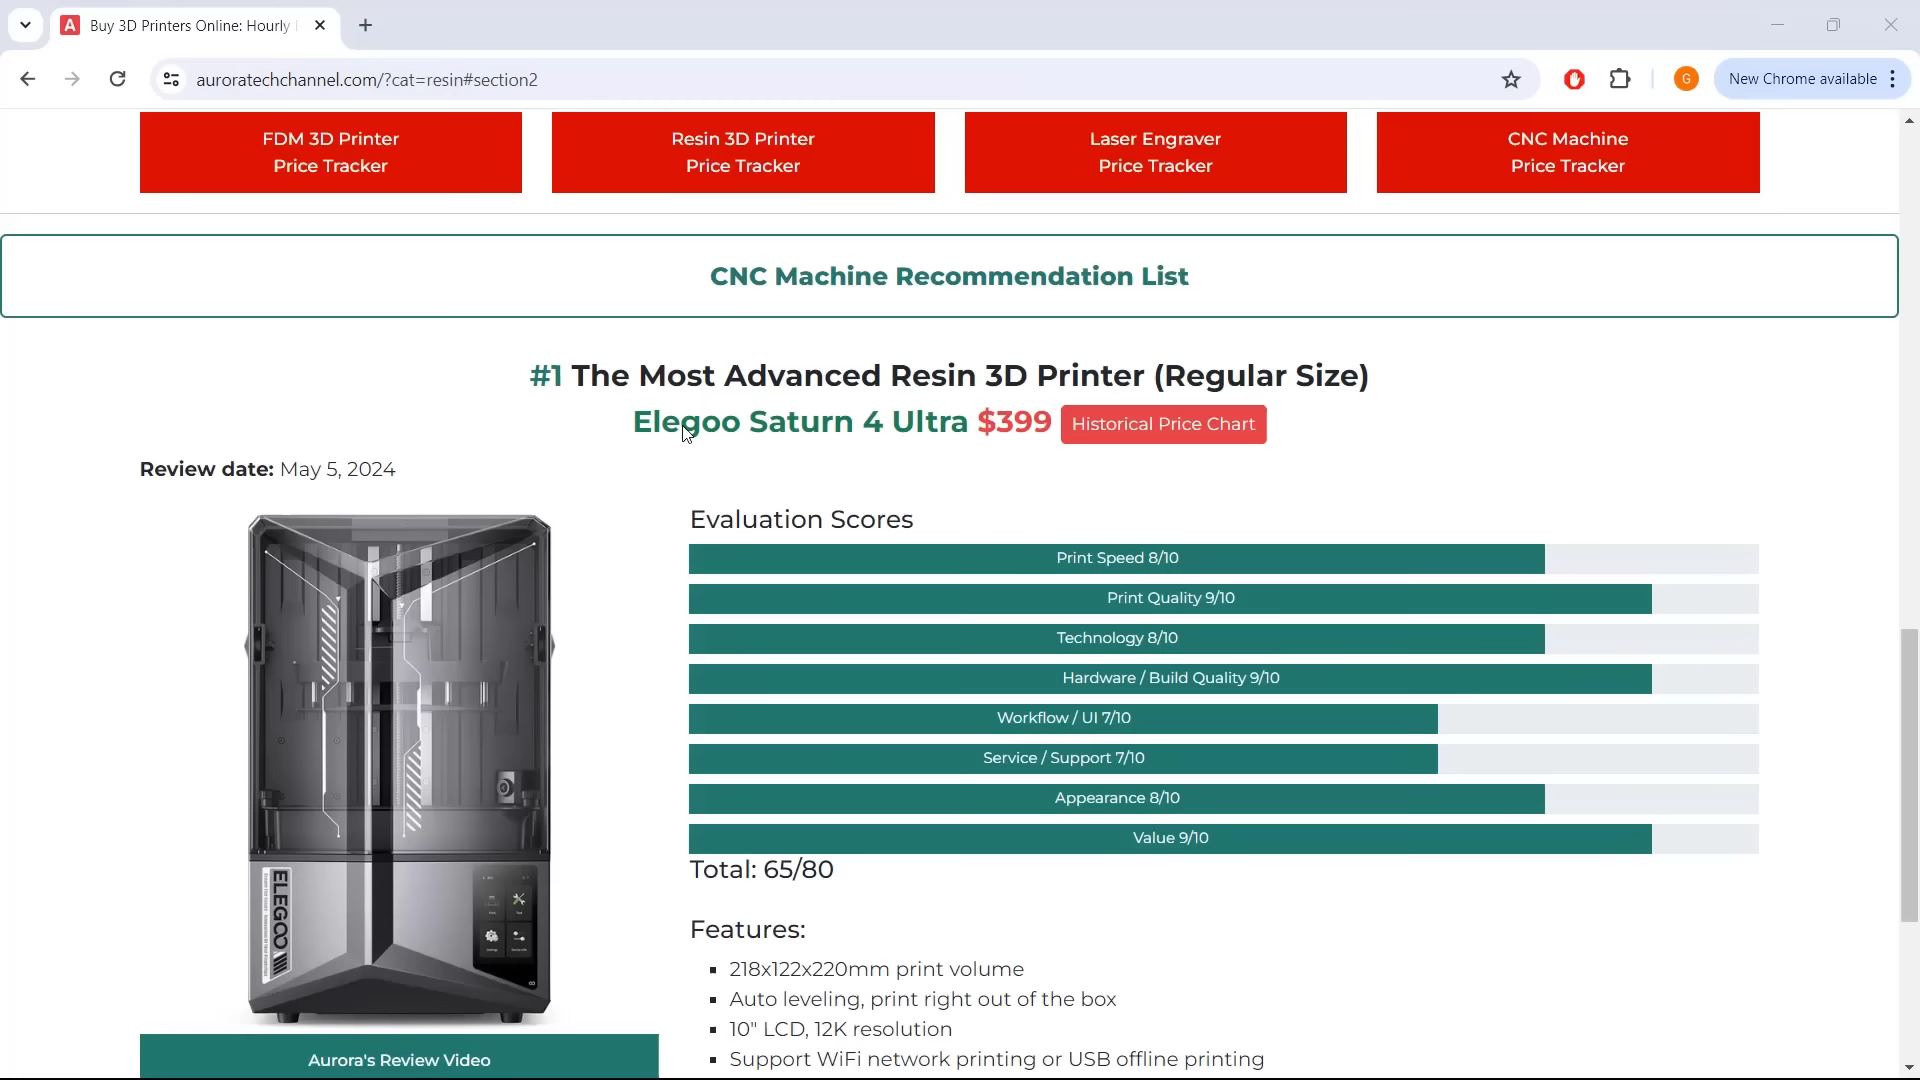 Buy 3D Printers Online: Hourly
auroratechchannel.com/?cat=resin#section2
G
New Chrome available
FDM 3D Printer
Price Tracker
Resin 3D Printer
Price Tracker
Laser Engraver
Price Tracker
CNC Machine
Price Tracker
CNC Machine Recommendation List
#1 The Most Advanced Resin 3D Printer (Regular Size)
Elegoo Saturn 4 Ultra $399 Historical Price Chart
Review date: May 5, 2024
Evaluation Scores
Print Speed 8/10
Print Quality 9/10
Technology 8/10
Hardware / Build Quality 9/10
Workflow / UI 7/10
Service / Support 7/10
Appearance 8/10
Value 9/10
Total: 65/80
ELEGOO
Features:
▪ 218x122x220mm print volume
▪ Auto leveling, print right out of the box
▪ 10" LCD, 12K resolution
▪ Support WiFi network printing or USB offline printing
Aurora's Review Video